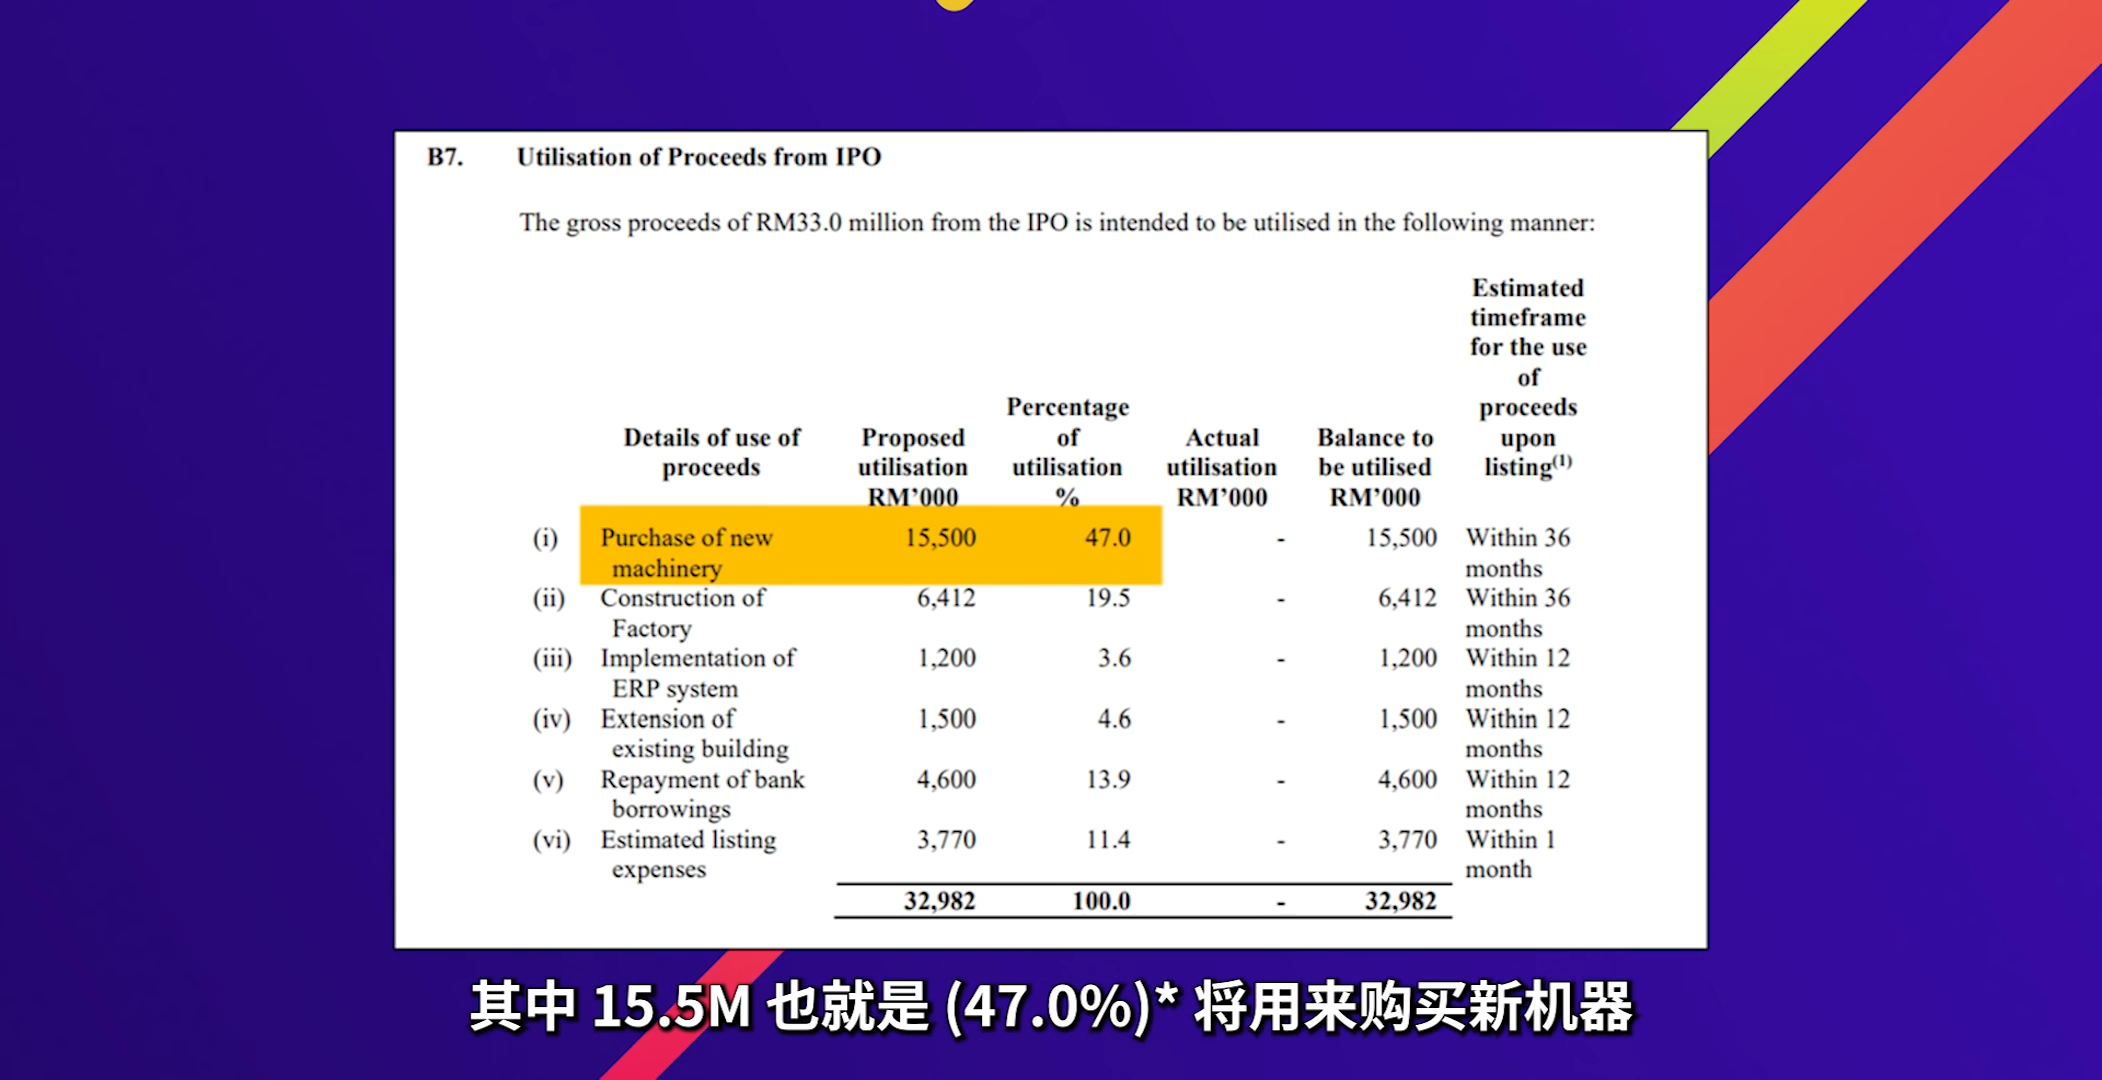 B7. Utilisation of Proceeds from IPO
The gross proceeds of RM33.0 million from the IPO is intended to be utilised in the following manner:
Estimated
timeframe
for the use
of
Percentage proceeds
Details of use of Proposed of Actual Balance to upon
proceeds utilisation utilisation utilisation be utilised listing(1)
RM’000 % RM’000 RM’000
(i) Purchase of new 15,500 47.0 - 15,500 Within 36
machinery months
(ii) Construction of 6,412 19.5 - 6,412 Within 36
Factory months
(iii) Implementation of 1,200 3.6 - 1,200 Within 12
ERP system months
(iv) Extension of 1,500 4.6 - 1,500 Within 12
existing building months
(v) Repayment of bank 4,600 13.9 - 4,600 Within 12
borrowings months
(vi) Estimated listing 3,770 11.4 - 3,770 Within 1
expenses month
32,982 100.0 - 32,982
其中 15.5M 也就是 (47.0%)* 将用来购买新机器